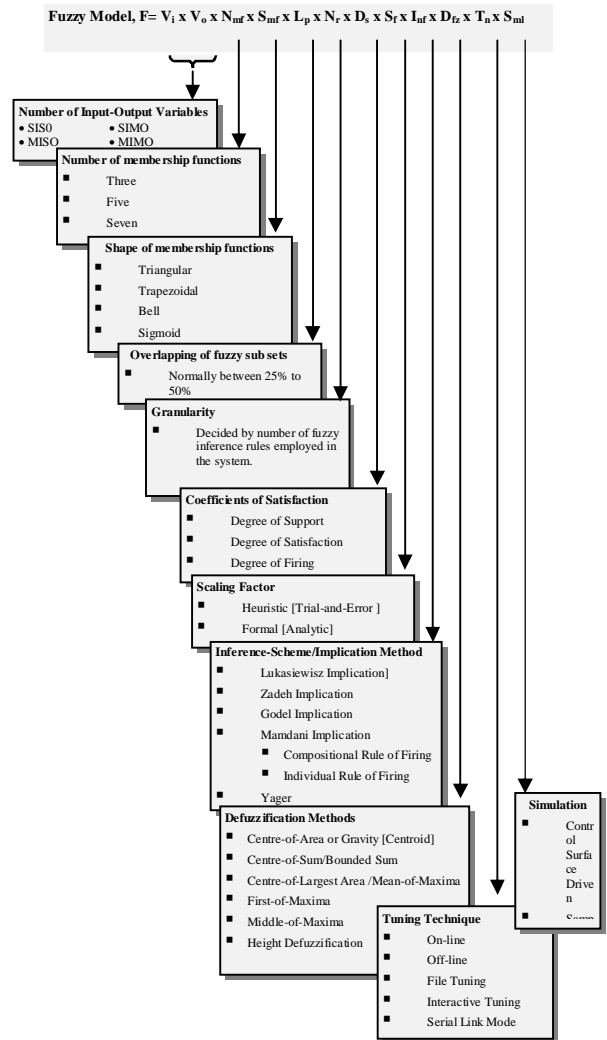 Fuzzy Model, F= Vi x Vo x Nmf x Smf x Lp x Nr x Ds x Sf x Inf x Dfz x Tn x Sml
Number of Input-Output Variables
• SIS0 • SIMO
• MISO • MIMO
Number of membership functions
■ Three
■ Five
■ Seven
Shape of membership functions
■ Triangular
■ Trapezoidal
■ Bell
■ Sigmoid
Overlapping of fuzzy sub sets
■ Normally between 25% to
50%
Granularity
■ Decided by number of fuzzy
inference rules employed in
the system.
Coefficients of Satisfaction
■ Degree of Support
■ Degree of Satisfaction
■ Degree of Firing
Scaling Factor
■ Heuristic [Trial-and-Error ]
■ Formal [Analytic]
Inference-Scheme/Implication Method
■ Lukasiewisz Implication]
■ Zadeh Implication
■ Godel Implication
■ Mamdani Implication
■ Compositional Rule of Firing
■ Individual Rule of Firing
■ Yager
Defuzzification Methods
■ Centre-of-Area or Gravity [Centroid]
■ Centre-of-Sum/Bounded Sum
■ Centre-of-Largest Area /Mean-of-Maxima
■ First-of-Maxima
■ Middle-of-Maxima
■ Height Defuzzification
Simulation
■ Contr
ol
Surfa
ce
Drive
n
Tuning Technique
■ On-line
■ Off-line
■ File Tuning
■ Interactive Tuning
■ Serial Link Mode